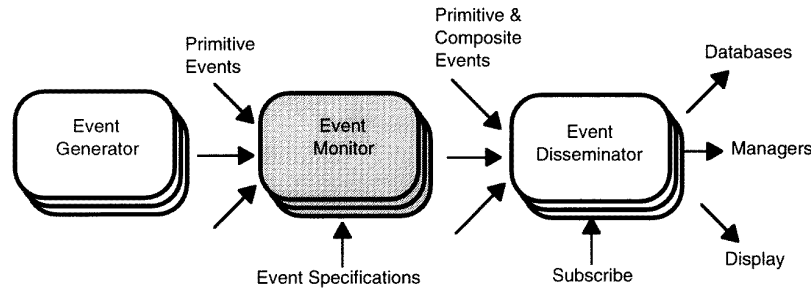 Primitive
Events
Primitive &
Composite
Events
Databases
Event
Generator
Event
Monitor
Event
Disseminator
Managers
Event Specifications
Subscribe
Display